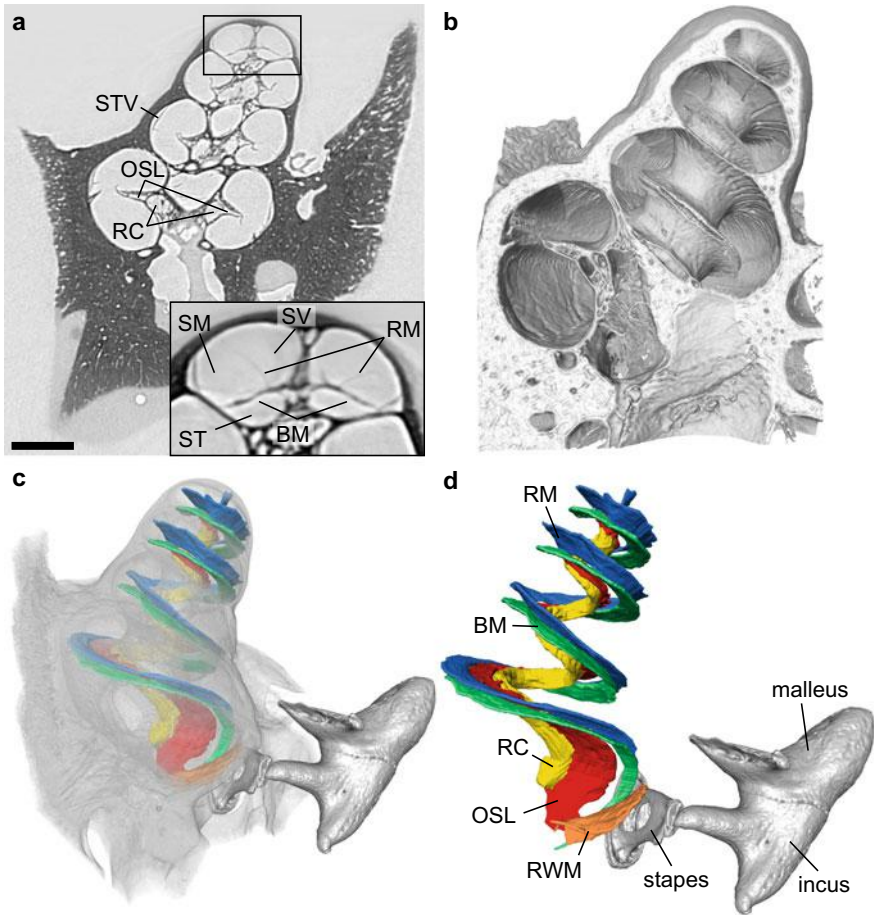 a
b
STV
OSL
RC
SM
SV
RM
ST
BM
c
d
RM
BM
malleus
RC
OSL
RWM
stapes
incus